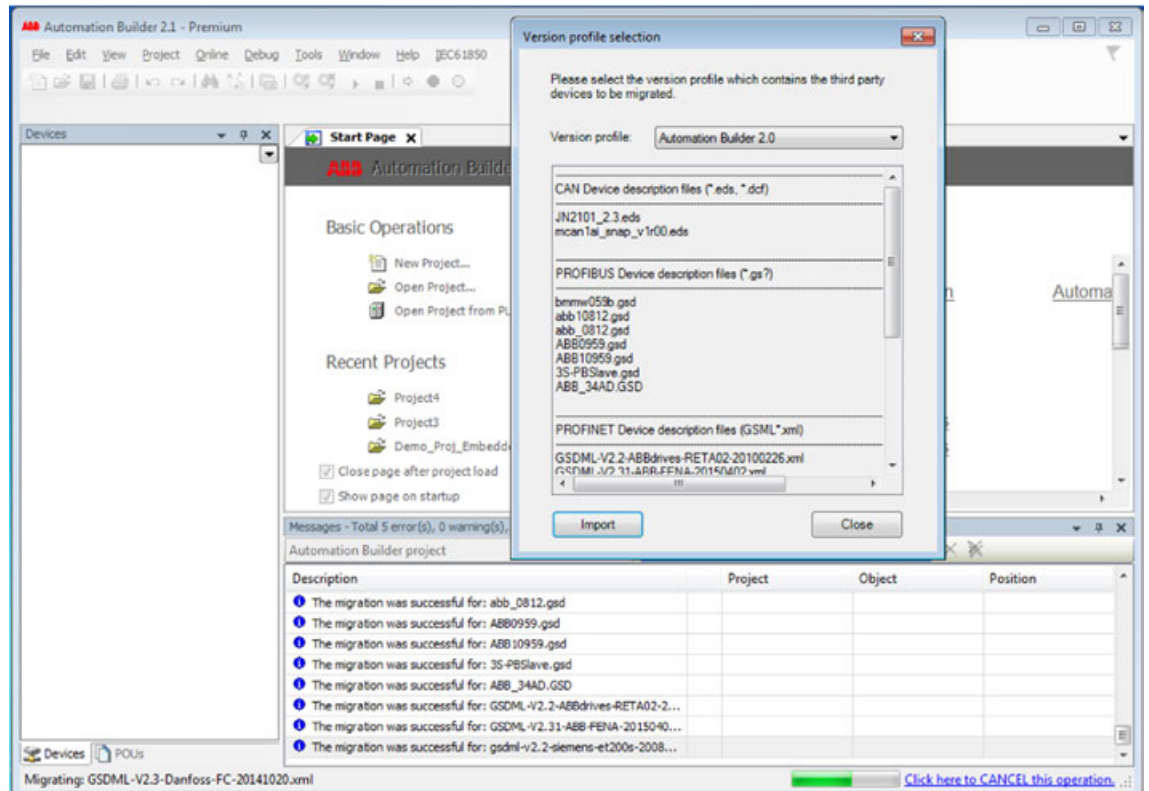 Automation Builder 2.1 - Premium
File Edit View Project Online Debug Tools Window Help IEC61850
Devices
Start Page
ABB Automation Builde
Basic Operations
New Project...
Open Project...
Open Project from PL
Recent Projects
Project4
Project3
Demo_Proj_Embedde
Close page after project load
Show page on startup
Automa
Version profile selection
Please select the version profile which contains the third party
devices to be migrated.
Version profile: Automation Builder 2.0
CAN Device description files (*.eds, *.dcf)
JN2101_2.3.eds
mcan1ai_snap_v1r00.eds
PROFIBUS Device description files (*.gs?)
bmmw059b.gsd
abb10812.gsd
abb_0812.gsd
ABB0959.gsd
ABB10959.gsd
3S-PBSlave.gsd
ABB_34AD.GSD
PROFINET Device description files (GSML*.xml)
GSDML-V2.2-ABBdrives-RETA02-20100226.xml
GSDML-V2.31-ABB-FENA-20150402.xml
Import Close
Messages - Total 5 error(s), 0 warning(s),
Automation Builder project
Description Project Object Position
The migration was successful for: abb_0812.gsd
The migration was successful for: ABB0959.gsd
The migration was successful for: ABB10959.gsd
The migration was successful for: 3S-PBSlave.gsd
The migration was successful for: ABB_34AD.GSD
The migration was successful for: GSDML-V2.2-ABBdrives-RETA02-2...
The migration was successful for: GSDML-V2.31-ABB-FENA-2015040...
The migration was successful for: gsdml-v2.2-siemens-et200s-2008...
Devices POUs
Migrating: GSDML-V2.3-Danfoss-FC-20141020.xml Click here to CANCEL this operation.